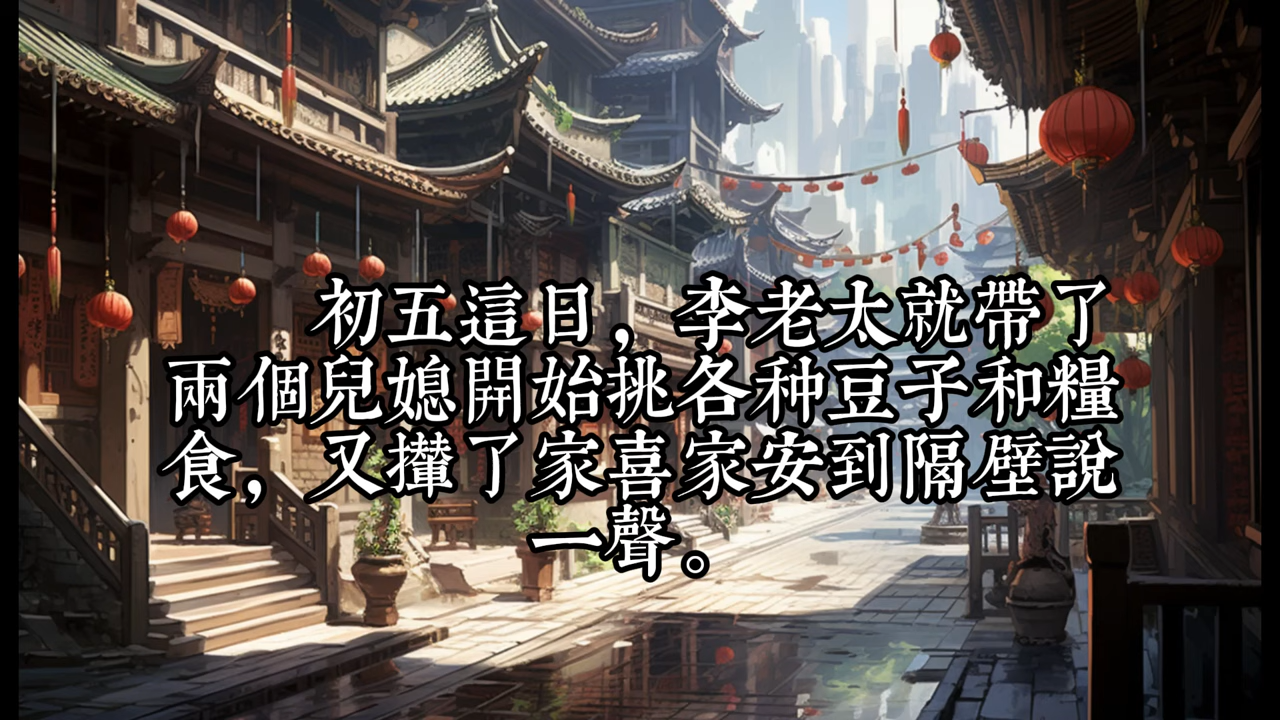 初五這日，李老太就帶了
兩個兒媳開始挑各种豆子和糧
食，又攆了家喜家安到隔壁說
一聲。